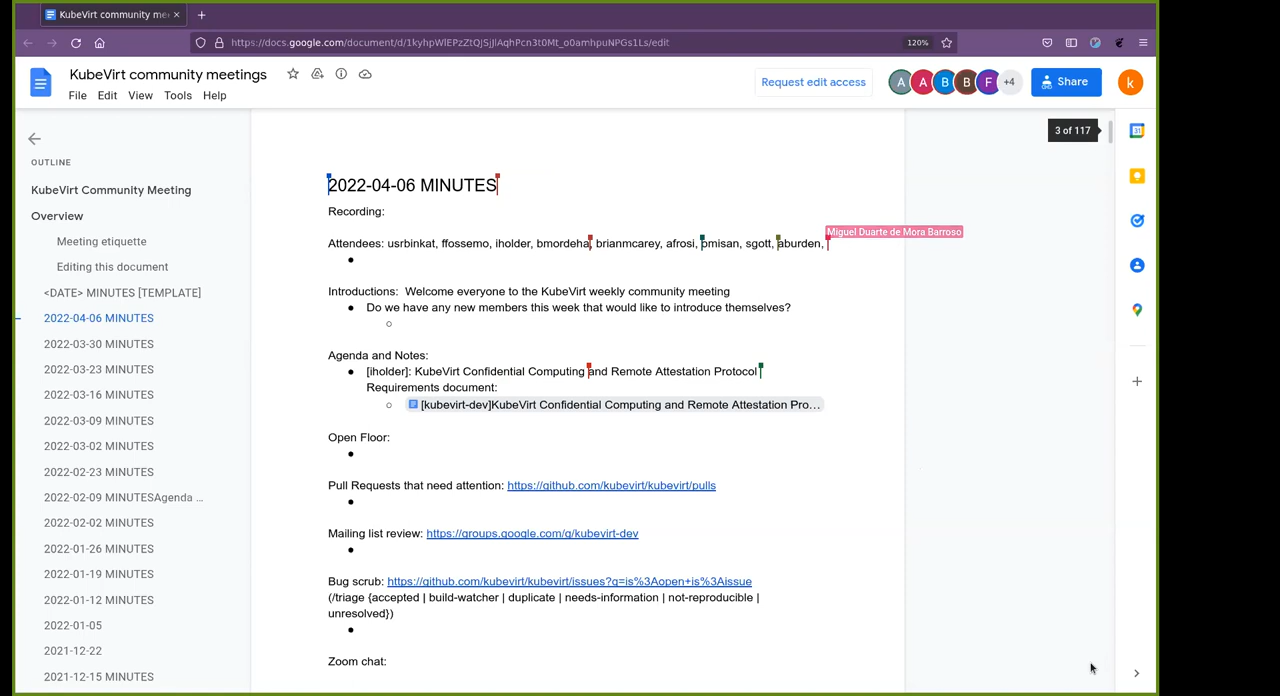 KubeVirt community me
https://docs.google.com/document/d/1kyhpWlEPzZtQjSjJlAqhPcn3t0Mt_o0amhpuNPGs1Ls/edit
120%
KubeVirt community meetings
File Edit View Tools Help
Request edit access
A A B B F +4
Share
k
3 of 117
31
OUTLINE
KubeVirt Community Meeting
Overview
Meeting etiquette
Editing this document
<DATE> MINUTES [TEMPLATE]
2022-04-06 MINUTES
2022-03-30 MINUTES
2022-03-23 MINUTES
2022-03-16 MINUTES
2022-03-09 MINUTES
2022-03-02 MINUTES
2022-02-23 MINUTES
2022-02-09 MINUTESAgenda ...
2022-02-02 MINUTES
2022-01-26 MINUTES
2022-01-19 MINUTES
2022-01-12 MINUTES
2022-01-05
2021-12-22
2021-12-15 MINUTES
2022-04-06 MINUTES
Recording:
Miguel Duarte de Mora Barroso
Attendees: usrbinkat, ffossemo, iholder, bmordeha, brianmcarey, afrosi, pmisan, sgott, aburden,
Introductions: Welcome everyone to the KubeVirt weekly community meeting
Do we have any new members this week that would like to introduce themselves?
Agenda and Notes:
[iholder]: KubeVirt Confidential Computing and Remote Attestation Protocol
Requirements document:
[kubevirt-dev]KubeVirt Confidential Computing and Remote Attestation Pro...
Open Floor:
Pull Requests that need attention: https://github.com/kubevirt/kubevirt/pulls
Mailing list review: https://groups.google.com/g/kubevirt-dev
Bug scrub: https://github.com/kubevirt/kubevirt/issues?q=is%3Aopen+is%3Aissue
(/triage {accepted | build-watcher | duplicate | needs-information | not-reproducible |
unresolved})
Zoom chat: